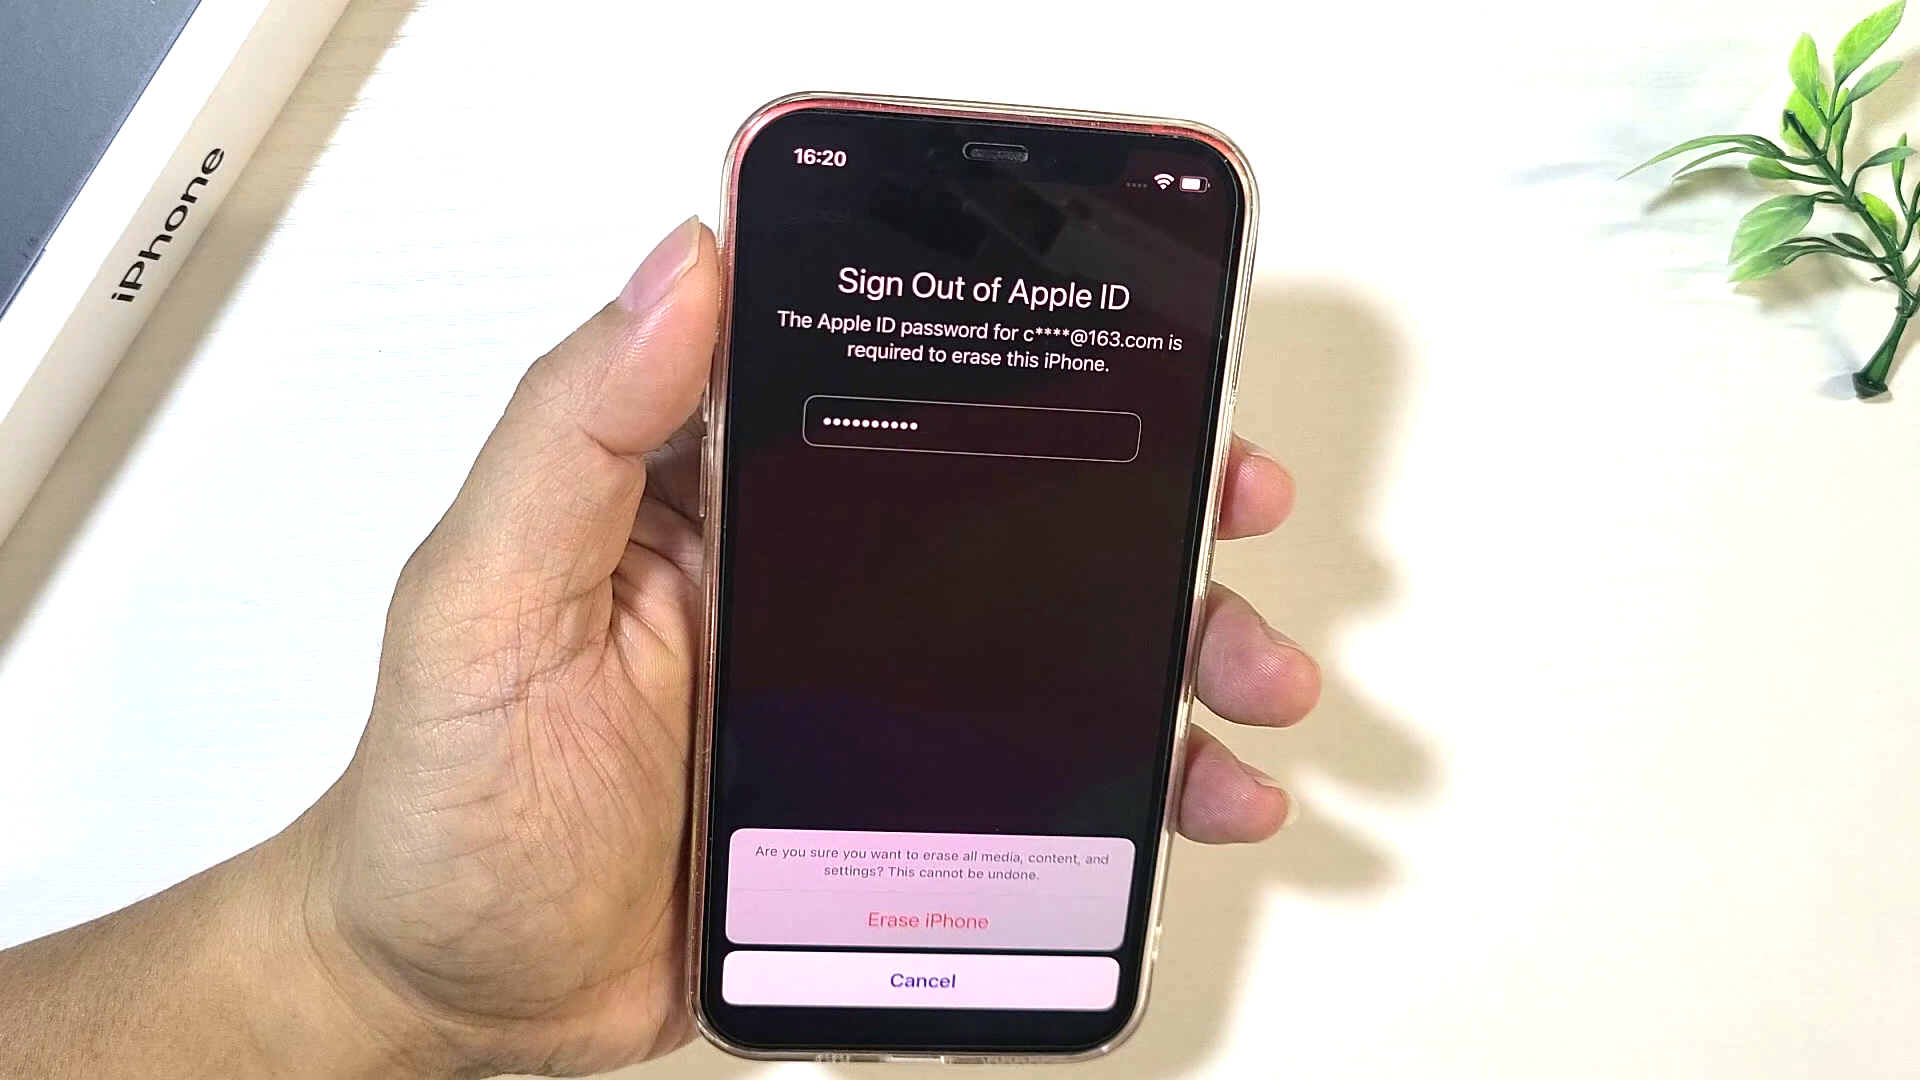 iPhone
16:20
Sign Out of Apple ID
The Apple ID password for c****@163.com is
required to erase this iPhone.
••••••••••
Are you sure you want to erase all media, content, and
settings? This cannot be undone.
Erase iPhone
Cancel